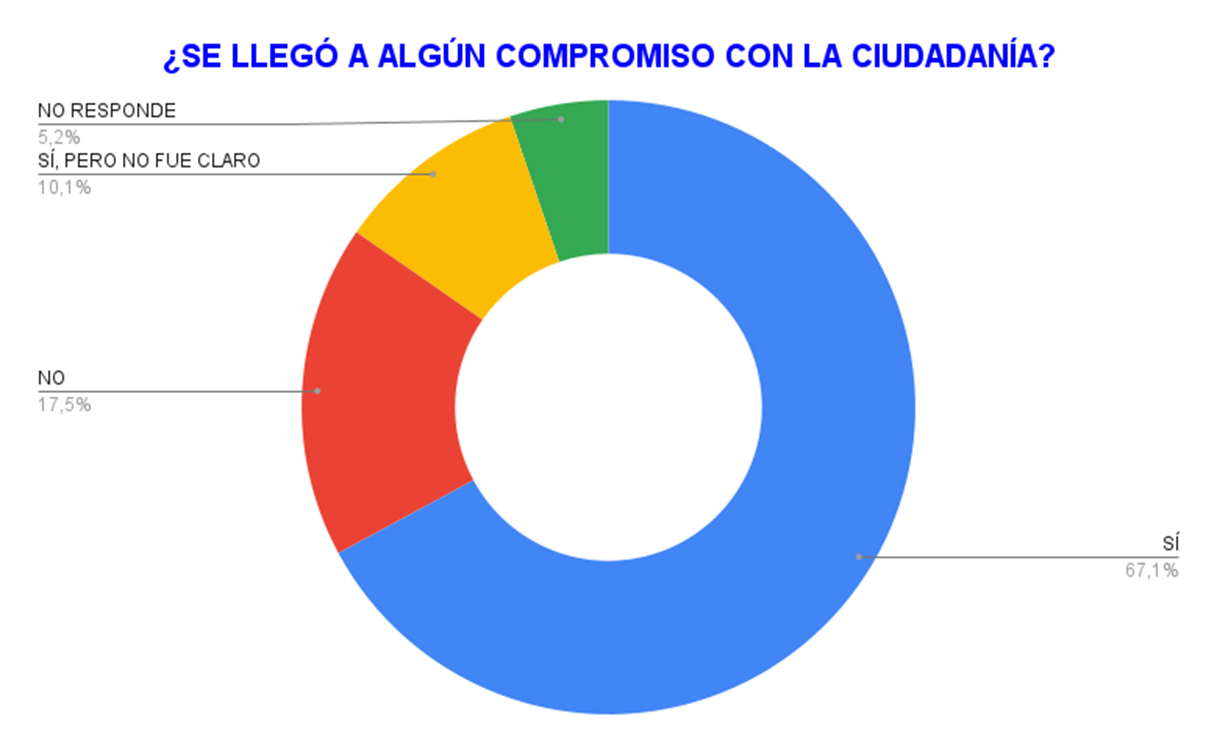 ¿SE LLEGÓ A ALGÚN COMPROMISO CON LA CIUDADANÍA?
NO RESPONDE
5,2%
SÍ, PERO NO FUE CLARO
10,1%
NO
17,5%
SÍ
67,1%